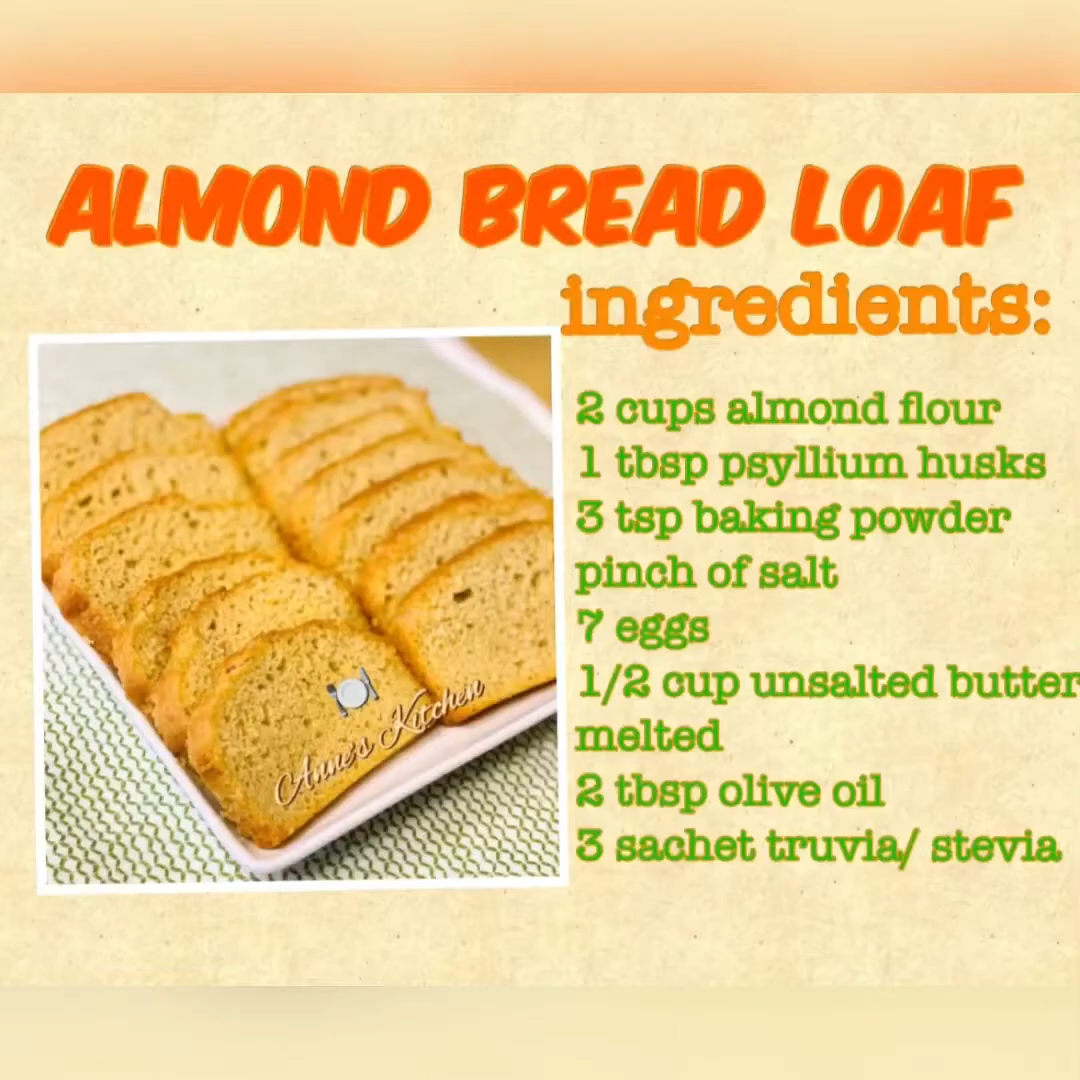 ALMOND BREAD LOAF
ingredients:
2 cups almond flour
1 tbsp psyllium husks
3 tsp baking powder
pinch of salt
7 eggs
1/2 cup unsalted butter
melted
2 tbsp olive oil
3 sachet truvia/ stevia
Anne's Kitchen